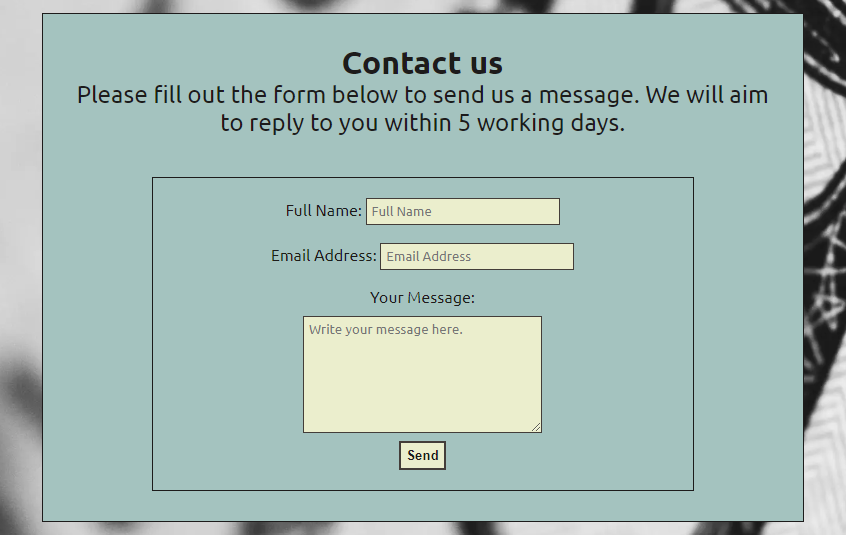 Contact us
Please fill out the form below to send us a message. We will aim
to reply to you within 5 working days.
Full Name: Full Name
Email Address: Email Address
Your Message:
Write your message here.
Send